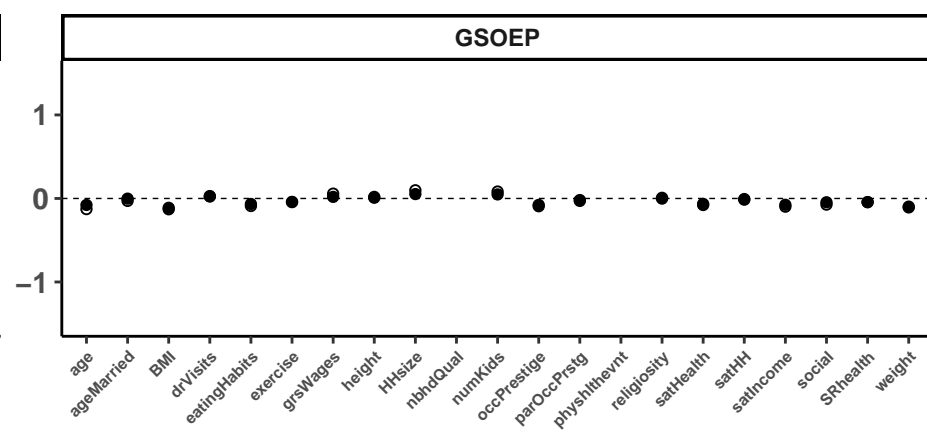 GSOEP
1
0
−1
age
ageMarried
BMI
drVisits
eatingHabits
exercise
grsWages
height
HHsize
nbhdQual
numKids
occPrestige
parOccPrstg
physhlthevnt
religiosity
satHealth
satHH
satIncome
social
SRhealth
weight